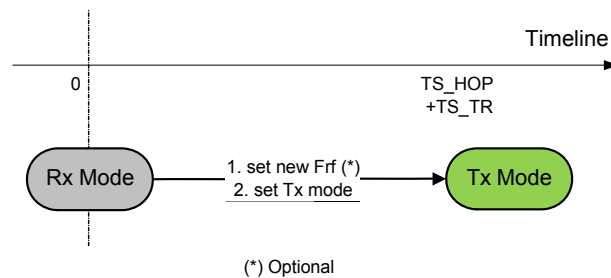 Timeline
0
TS_HOP
+TS_TR
Rx Mode
1. set new Frf (*)
2. set Tx mode
Tx Mode
(*) Optional